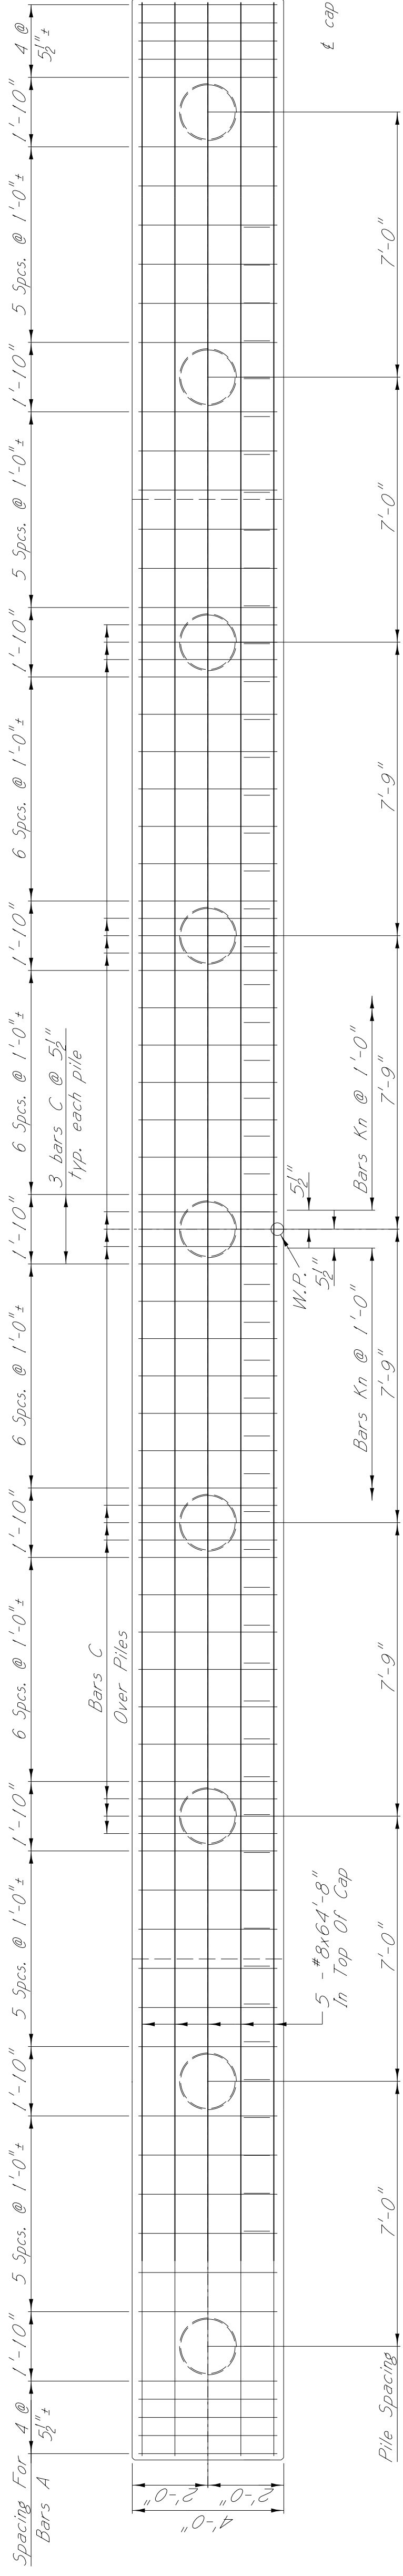 Spacing For
Bars A
4 @
5½"±
1'-10"
5 Spcs. @ 1'-0"±
1'-10"
5 Spcs. @ 1'-0"±
1'-10"
6 Spcs. @ 1'-0"±
1'-10"
6 Spcs. @ 1'-0"±
1'-10"
6 Spcs. @ 1'-0"±
1'-10"
6 Spcs. @ 1'-0"±
1'-10"
5 Spcs. @ 1'-0"±
1'-10"
5 Spcs. @ 1'-0"±
1'-10"
4 @
5½"±
3 bars C @ 5½"
typ. each pile
Bars C
Over Piles
2'-0"
2'-0"
4'-0"
5 -#8x64'-8"
In Top Of Cap
W.P.
5½"
5½"
Bars Kn @ 1'-0"
Bars Kn @ 1'-0"
℄ cap
Pile Spacing
7'-0"
7'-0"
7'-9"
7'-9"
7'-9"
7'-9"
7'-0"
7'-0"